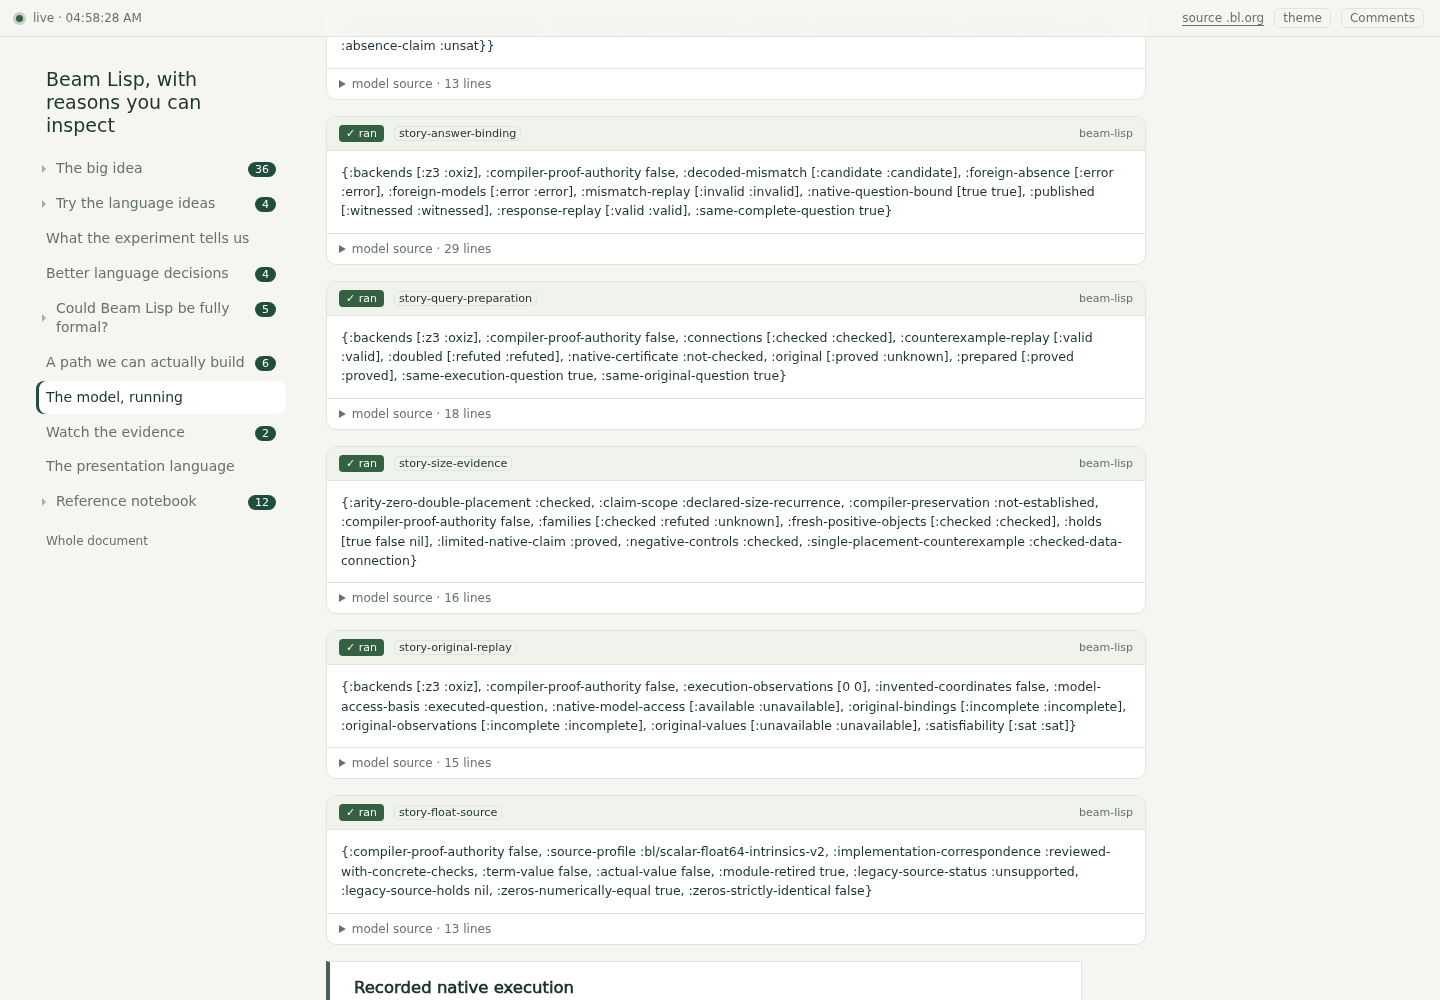 live · 04:58:28 AM
source .bl.org
theme
Comments
Beam Lisp, with
reasons you can
inspect
The big idea
36
Try the language ideas
4
What the experiment tells us
Better language decisions
4
Could Beam Lisp be fully
formal?
5
A path we can actually build
6
The model, running
Watch the evidence
2
The presentation language
Reference notebook
12
Whole document
:absence-claim :unsat}}
model source · 13 lines
✓ ran
story-answer-binding
beam-lisp
{:backends [:z3 :oxiz], :compiler-proof-authority false, :decoded-mismatch [:candidate :candidate], :foreign-absence [:error
:error], :foreign-models [:error :error], :mismatch-replay [:invalid :invalid], :native-question-bound [true true], :published
[:witnessed :witnessed], :response-replay [:valid :valid], :same-complete-question true}
model source · 29 lines
✓ ran
story-query-preparation
beam-lisp
{:backends [:z3 :oxiz], :compiler-proof-authority false, :connections [:checked :checked], :counterexample-replay [:valid
:valid], :doubled [:refuted :refuted], :native-certificate :not-checked, :original [:proved :unknown], :prepared [:proved
:proved], :same-execution-question true, :same-original-question true}
model source · 18 lines
✓ ran
story-size-evidence
beam-lisp
{:arity-zero-double-placement :checked, :claim-scope :declared-size-recurrence, :compiler-preservation :not-established,
:compiler-proof-authority false, :families [:checked :refuted :unknown], :fresh-positive-objects [:checked :checked], :holds
[true false nil], :limited-native-claim :proved, :negative-controls :checked, :single-placement-counterexample :checked-data-
connection}
model source · 16 lines
✓ ran
story-original-replay
beam-lisp
{:backends [:z3 :oxiz], :compiler-proof-authority false, :execution-observations [0 0], :invented-coordinates false, :model-
access-basis :executed-question, :native-model-access [:available :unavailable], :original-bindings [:incomplete :incomplete],
:original-observations [:incomplete :incomplete], :original-values [:unavailable :unavailable], :satisfiability [:sat :sat]}
model source · 15 lines
✓ ran
story-float-source
beam-lisp
{:compiler-proof-authority false, :source-profile :bl/scalar-float64-intrinsics-v2, :implementation-correspondence :reviewed-
with-concrete-checks, :term-value false, :actual-value false, :module-retired true, :legacy-source-status :unsupported,
:legacy-source-holds nil, :zeros-numerically-equal true, :zeros-strictly-identical false}
model source · 13 lines
Recorded native execution